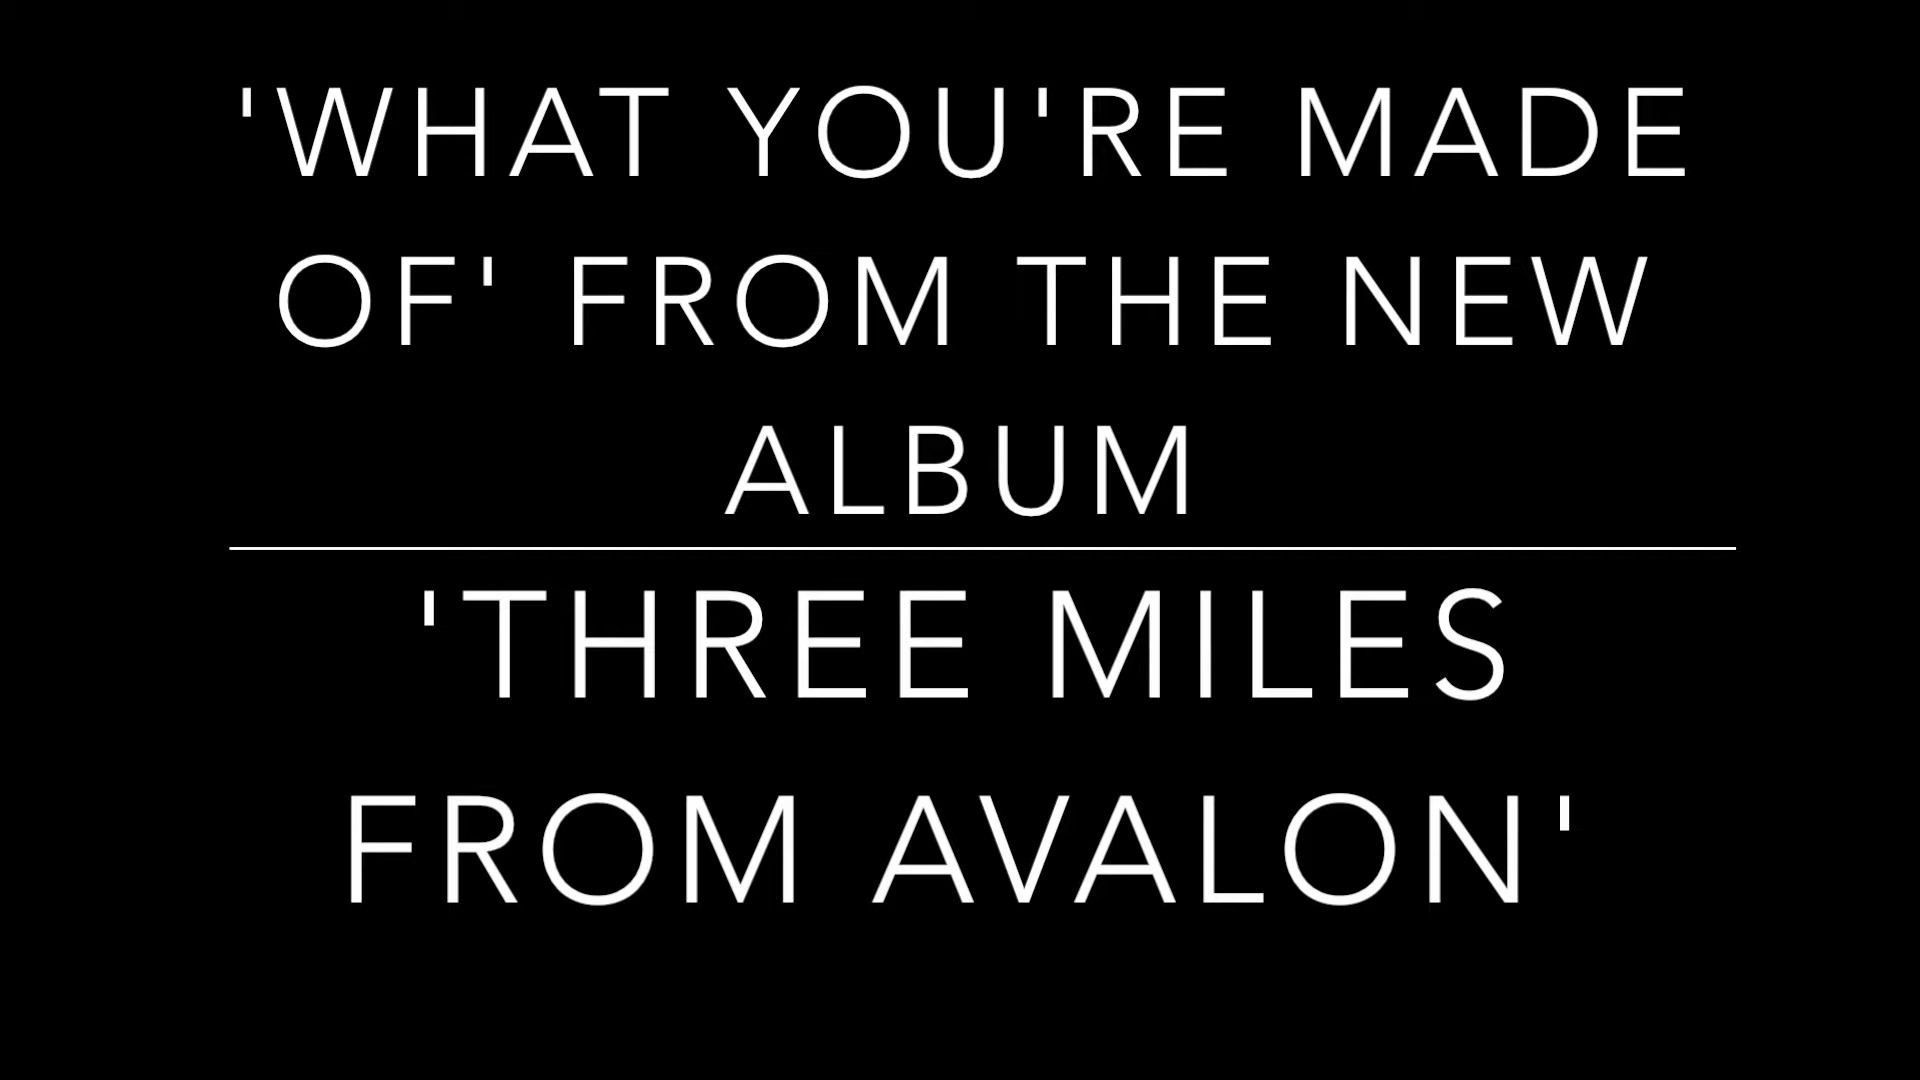 'WHAT YOU'RE MADE
OF' FROM THE NEW
ALBUM
'THREE MILES
FROM AVALON'